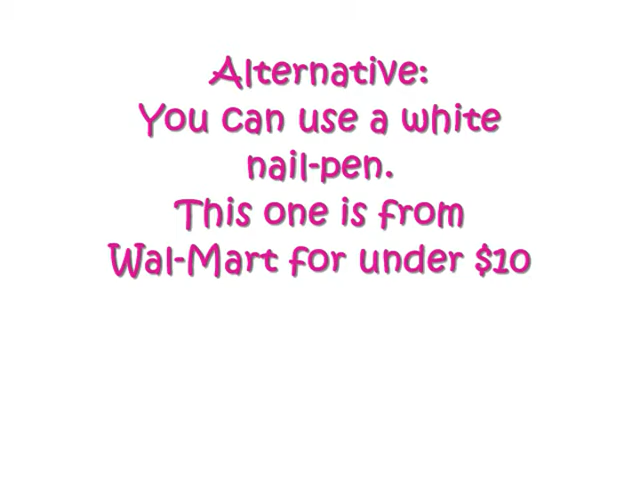 Alternative:
You can use a white
nail-pen.
This one is from
Wal-Mart for under $10